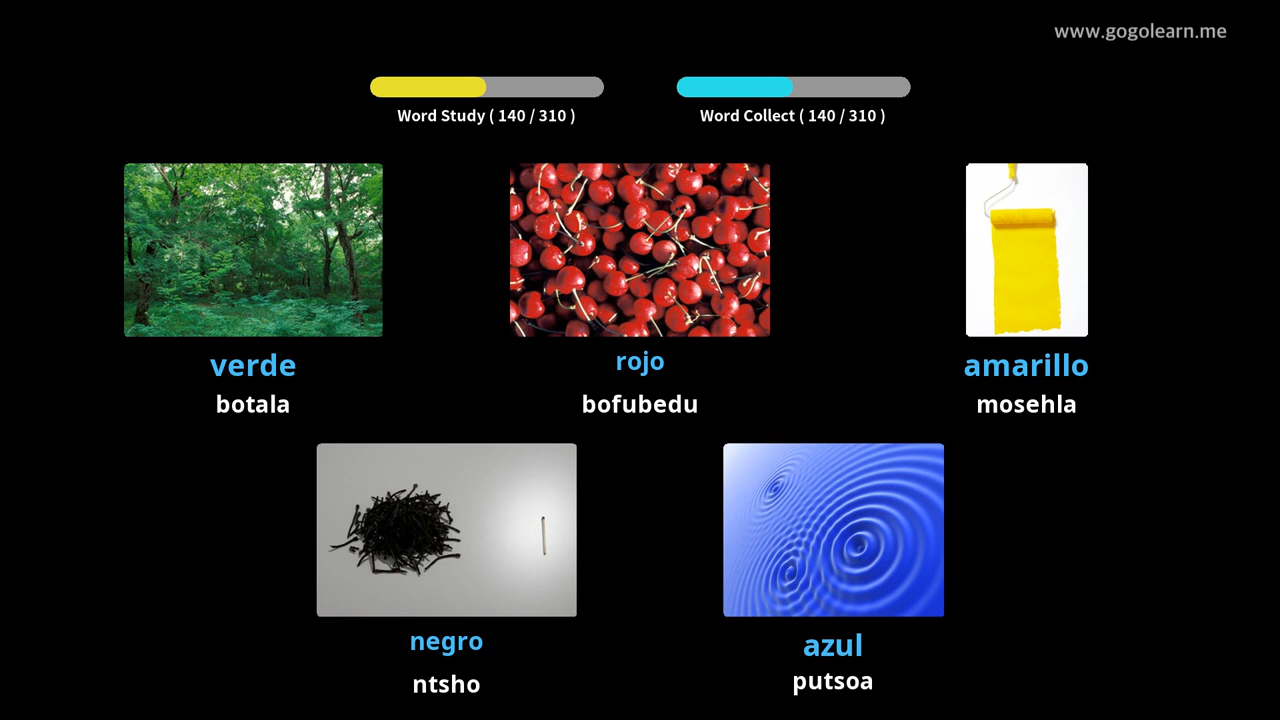 www.gogolearn.me
Word Study ( 140 / 310 )
Word Collect ( 140 / 310 )
verde
botala
rojo
bofubedu
amarillo
mosehla
negro
ntsho
azul
putsoa